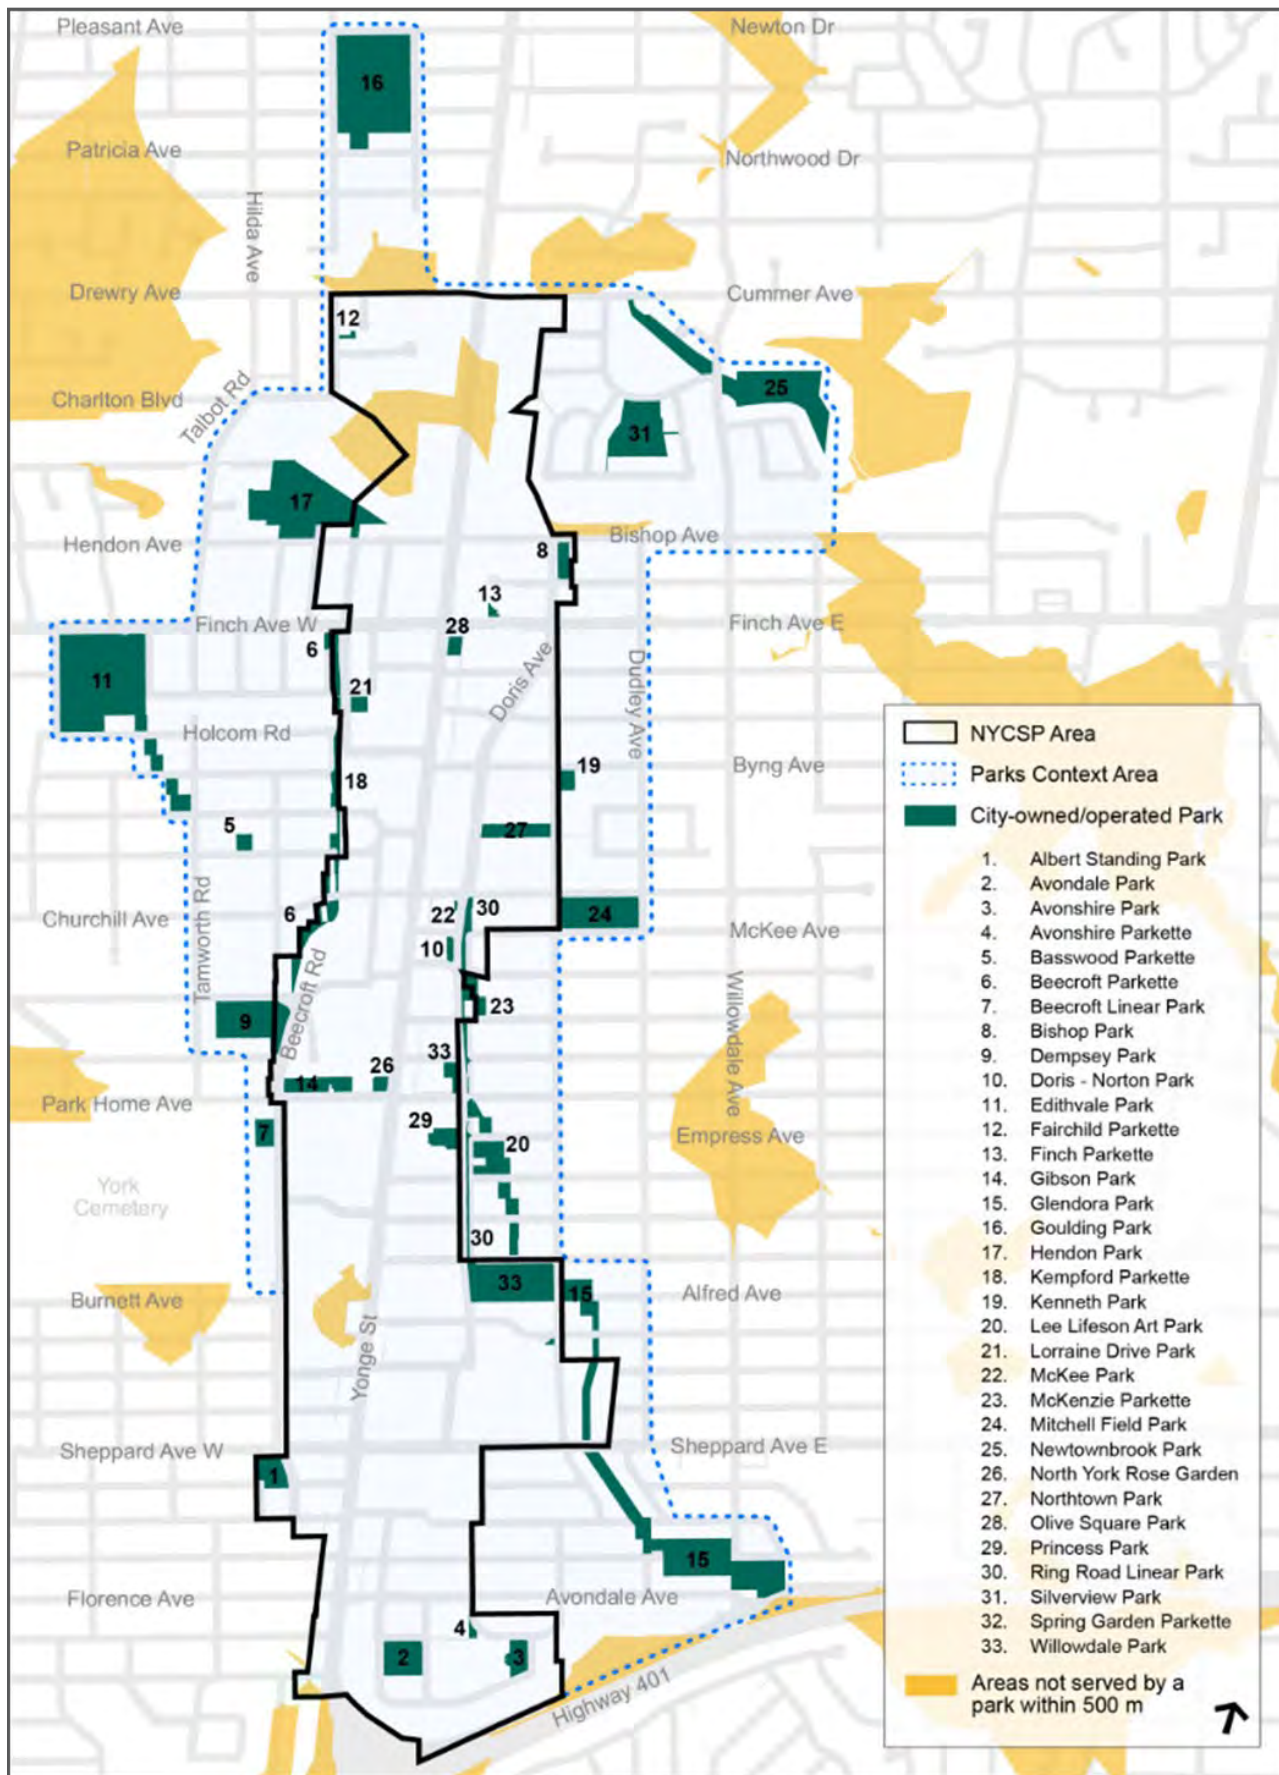 Pleasant Ave
Newton Dr
16
Patricia Ave
Northwood Dr
Hilda Ave
Drewry Ave
Cummer Ave
12
Charlton Blvd
Talbot Rd
25
31
17
Hendon Ave
8
Bishop Ave
13
Finch Ave W
28
Finch Ave E
6
Doris Ave
Dudley Ave
11
21
Holcom Rd
18
19
Byng Ave
5
27
Tamworth Rd
Churchill Ave
6
22
30
24
McKee Ave
10
Beecroft Rd
Willowdale Ave
9
23
33
26
14
Park Home Ave
7
29
20
Empress Ave
York
Cemetery
30
33
15
Burnett Ave
Alfred Ave
Yonge St
Sheppard Ave W
Sheppard Ave E
1
15
Florence Ave
Avondale Ave
4
2
3
Highway 401
NYCSP Area
Parks Context Area
City-owned/operated Park
1. Albert Standing Park
2. Avondale Park
3. Avonshire Park
4. Avonshire Parkette
5. Basswood Parkette
6. Beecroft Parkette
7. Beecroft Linear Park
8. Bishop Park
9. Dempsey Park
10. Doris - Norton Park
11. Edithvale Park
12. Fairchild Parkette
13. Finch Parkette
14. Gibson Park
15. Glendora Park
16. Goulding Park
17. Hendon Park
18. Kempford Parkette
19. Kenneth Park
20. Lee Lifeson Art Park
21. Lorraine Drive Park
22. McKee Park
23. McKenzie Parkette
24. Mitchell Field Park
25. Newtownbrook Park
26. North York Rose Garden
27. Northtown Park
28. Olive Square Park
29. Princess Park
30. Ring Road Linear Park
31. Silverview Park
32. Spring Garden Parkette
33. Willowdale Park
Areas not served by a
park within 500 m